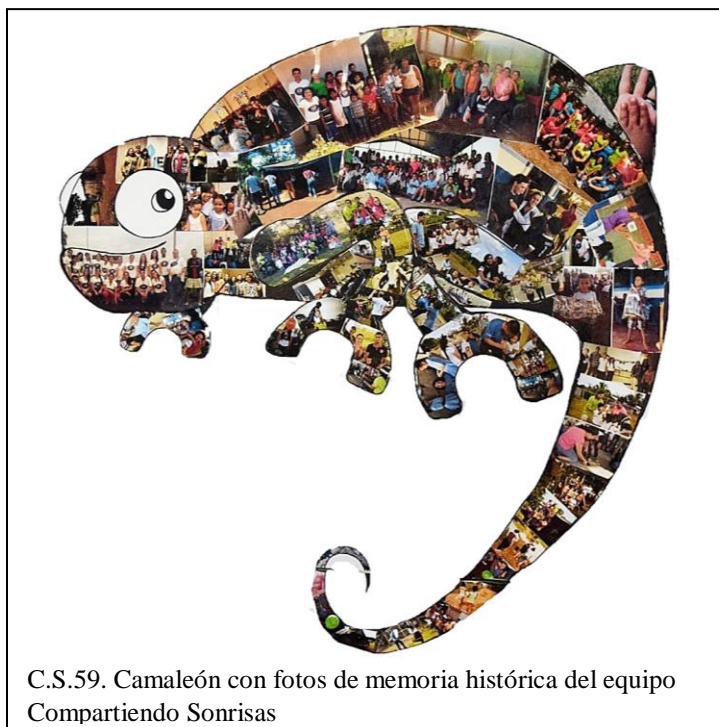 C.S.59. Camaleón con fotos de memoria histórica del equipo
Compartiendo Sonrisas